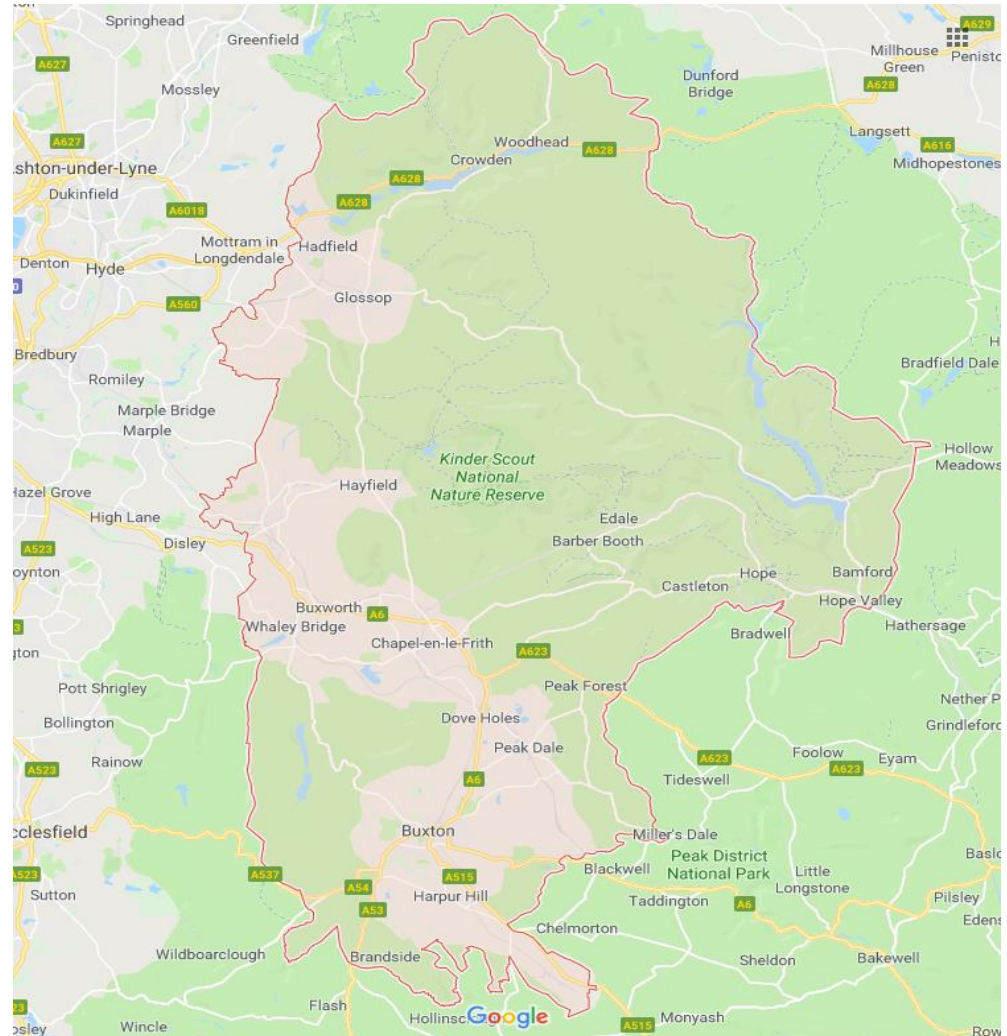 Springhead
Greenfield
A629
Millhouse
Green
Penist
A627
Mossley
Dunford
Bridge
A628
A627
Langsett
Woodhead
A628
A616
Crowden
Midhopestones
shton-under-Lyne
A628
Dukinfield
A628
A6018
Mottram in
Longdendale
Hadfield
Denton
Hyde
Glossop
A560
Bredbury
Bradfield Dale
Romiley
Marple Bridge
Marple
Hollow
Meadows
Kinder Scout
National
Nature Reserve
Hayfield
Hazel Grove
High Lane
Edale
Disley
Barber Booth
A523
oynton
Hope
Bamford
Castleton
Buxworth
A6
Hope Valley
Whaley Bridge
Hathersage
Chapel-en-le-Frith
Bradwell
A623
Pott Shrigley
Peak Forest
Nether P
Bollington
Dove Holes
Grindleford
Peak Dale
Foolow
Eyam
Rainow
A623
A623
A523
A6
Tideswell
Buxton
Miller's Dale
cclesfield
Peak District
National Park
Blackwell
Little
Longstone
A523
A537
A515
A54
Sutton
Harpur Hill
Taddington
A6
Pilsley
A53
Edens
Chelmorton
Wildboarclough
Brandside
Sheldon
Bakewell
Flash
Google
Monyash
Wincle
A515